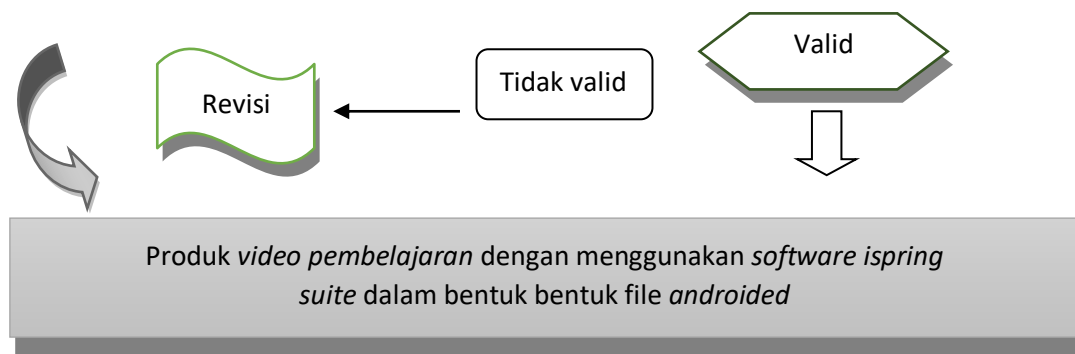 Valid
Tidak valid
Revisi
Produk video pembelajaran dengan menggunakan software ispring
suite dalam bentuk bentuk file androided